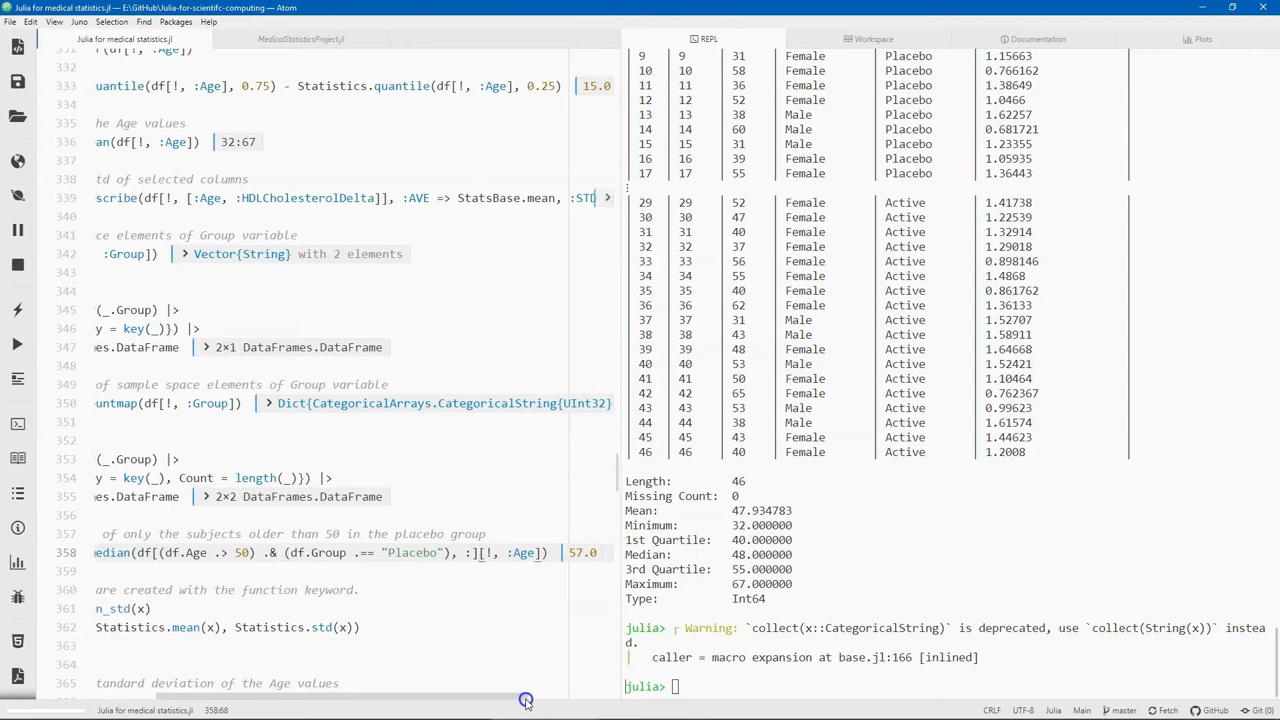 Julia for medical statistics.jl — E:\GitHub\Julia-for-scientifc-computing — Atom
File Edit View Juno Selection Find Packages Help
Julia for medical statistics.jl MedicalStatisticsProject.jl
REPL Workspace Documentation Plots
331 (df[!, :Age])
332
333 uantile(df[!, :Age], 0.75) - Statistics.quantile(df[!, :Age], 0.25) 15.0
334
335 he Age values
336 an(df[!, :Age]) 32:67
337
338 td of selected columns
339 scribe(df[!, [:Age, :HDLCholesterolDelta]], :AVE => StatsBase.mean, :STD >
340
341 ce elements of Group variable
342 :Group]) > Vector{String} with 2 elements
343
344
345 (_.Group) |>
346 y = key(_)}) |>
347 es.DataFrame > 2×1 DataFrames.DataFrame
348
349 of sample space elements of Group variable
350 untmap(df[!, :Group]) > Dict{CategoricalArrays.CategoricalString{UInt32}
351
352
353 (_.Group) |>
354 y = key(_), Count = length(_)}) |>
355 es.DataFrame > 2×2 DataFrames.DataFrame
356
357 of only the subjects older than 50 in the placebo group
358 edian(df[(df.Age .> 50) .& (df.Group .== "Placebo"), :][!, :Age]) 57.0
359
360 are created with the function keyword.
361 n_std(x)
362 Statistics.mean(x), Statistics.std(x))
363
364
365 tandard deviation of the Age values
│ 9 │ 9 │ 31 │ Female │ Placebo │ 1.15663 │
│ 10 │ 10 │ 58 │ Female │ Placebo │ 0.766162 │
│ 11 │ 11 │ 36 │ Female │ Placebo │ 1.38649 │
│ 12 │ 12 │ 52 │ Female │ Placebo │ 1.0466 │
│ 13 │ 13 │ 38 │ Male │ Placebo │ 1.62257 │
│ 14 │ 14 │ 60 │ Male │ Placebo │ 0.681721 │
│ 15 │ 15 │ 31 │ Male │ Placebo │ 1.23355 │
│ 16 │ 16 │ 39 │ Female │ Placebo │ 1.05935 │
│ 17 │ 17 │ 55 │ Female │ Placebo │ 1.36443 │
⋮
│ 29 │ 29 │ 52 │ Female │ Active │ 1.41738 │
│ 30 │ 30 │ 47 │ Female │ Active │ 1.22539 │
│ 31 │ 31 │ 40 │ Female │ Active │ 1.32914 │
│ 32 │ 32 │ 37 │ Female │ Active │ 1.29018 │
│ 33 │ 33 │ 56 │ Female │ Active │ 0.898146 │
│ 34 │ 34 │ 55 │ Female │ Active │ 1.4868 │
│ 35 │ 35 │ 40 │ Female │ Active │ 0.861762 │
│ 36 │ 36 │ 62 │ Female │ Active │ 1.36133 │
│ 37 │ 37 │ 31 │ Male │ Active │ 1.52707 │
│ 38 │ 38 │ 43 │ Male │ Active │ 1.58911 │
│ 39 │ 39 │ 48 │ Female │ Active │ 1.64668 │
│ 40 │ 40 │ 53 │ Male │ Active │ 1.52421 │
│ 41 │ 41 │ 50 │ Female │ Active │ 1.10464 │
│ 42 │ 42 │ 65 │ Female │ Active │ 0.762367 │
│ 43 │ 43 │ 53 │ Male │ Active │ 0.99623 │
│ 44 │ 44 │ 38 │ Male │ Active │ 1.61574 │
│ 45 │ 45 │ 43 │ Female │ Active │ 1.44623 │
│ 46 │ 46 │ 40 │ Female │ Active │ 1.2008 │
Length: 46
Missing Count: 0
Mean: 47.934783
Minimum: 32.000000
1st Quartile: 40.000000
Median: 48.000000
3rd Quartile: 55.000000
Maximum: 67.000000
Type: Int64
julia> ┌ Warning: `collect(x::CategoricalString)` is deprecated, use `collect(String(x))` instea
d.
│ caller = macro expansion at base.jl:166 [inlined]
julia>
Julia for medical statistics.jl 358:68 CRLF UTF-8 Julia Main master Fetch GitHub Git (0)